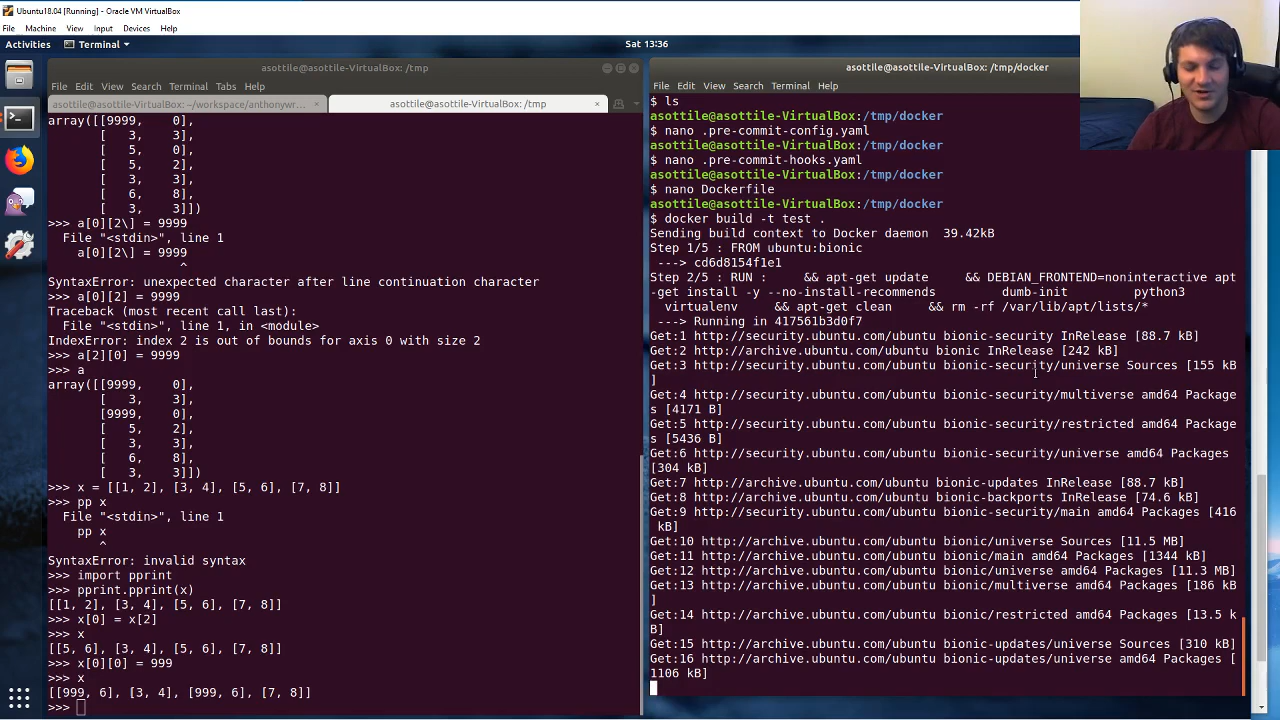 Ubuntu18.04 [Running] - Oracle VM VirtualBox
File Machine View Input Devices Help
Activities Terminal Sat 13:36
asottile@asottile-VirtualBox: /tmp
File Edit View Search Terminal Tabs Help
asottile@asottile-VirtualBox: ~/workspace/anthonywr... × asottile@asottile-VirtualBox: /tmp ×
array([[9999, 0],
[ 3, 3],
[ 5, 0],
[ 5, 2],
[ 3, 3],
[ 6, 8],
[ 3, 3]])
>>> a[0][2\] = 9999
File "<stdin>", line 1
a[0][2\] = 9999
^
SyntaxError: unexpected character after line continuation character
>>> a[0][2] = 9999
Traceback (most recent call last):
File "<stdin>", line 1, in <module>
IndexError: index 2 is out of bounds for axis 0 with size 2
>>> a[2][0] = 9999
>>> a
array([[9999, 0],
[ 3, 3],
[9999, 0],
[ 5, 2],
[ 3, 3],
[ 6, 8],
[ 3, 3]])
>>> x = [[1, 2], [3, 4], [5, 6], [7, 8]]
>>> pp x
File "<stdin>", line 1
pp x
^
SyntaxError: invalid syntax
>>> import pprint
>>> pprint.pprint(x)
[[1, 2], [3, 4], [5, 6], [7, 8]]
>>> x[0] = x[2]
>>> x
[[5, 6], [3, 4], [5, 6], [7, 8]]
>>> x[0][0] = 999
>>> x
[[999, 6], [3, 4], [999, 6], [7, 8]]
>>>
asottile@asottile-VirtualBox: /tmp/docker
File Edit View Search Terminal Help
$ ls
asottile@asottile-VirtualBox:/tmp/docker
$ nano .pre-commit-config.yaml
asottile@asottile-VirtualBox:/tmp/docker
$ nano .pre-commit-hooks.yaml
asottile@asottile-VirtualBox:/tmp/docker
$ nano Dockerfile
asottile@asottile-VirtualBox:/tmp/docker
$ docker build -t test .
Sending build context to Docker daemon 39.42kB
Step 1/5 : FROM ubuntu:bionic
---> cd6d8154f1e1
Step 2/5 : RUN : && apt-get update && DEBIAN_FRONTEND=noninteractive apt
-get install -y --no-install-recommends dumb-init python3
virtualenv && apt-get clean && rm -rf /var/lib/apt/lists/*
---> Running in 417561b3d0f7
Get:1 http://security.ubuntu.com/ubuntu bionic-security InRelease [88.7 kB]
Get:2 http://archive.ubuntu.com/ubuntu bionic InRelease [242 kB]
Get:3 http://security.ubuntu.com/ubuntu bionic-security/universe Sources [155 kB
]
Get:4 http://security.ubuntu.com/ubuntu bionic-security/multiverse amd64 Package
s [4171 B]
Get:5 http://security.ubuntu.com/ubuntu bionic-security/restricted amd64 Package
s [5436 B]
Get:6 http://security.ubuntu.com/ubuntu bionic-security/universe amd64 Packages
[304 kB]
Get:7 http://archive.ubuntu.com/ubuntu bionic-updates InRelease [88.7 kB]
Get:8 http://archive.ubuntu.com/ubuntu bionic-backports InRelease [74.6 kB]
Get:9 http://security.ubuntu.com/ubuntu bionic-security/main amd64 Packages [416
kB]
Get:10 http://archive.ubuntu.com/ubuntu bionic/universe Sources [11.5 MB]
Get:11 http://archive.ubuntu.com/ubuntu bionic/main amd64 Packages [1344 kB]
Get:12 http://archive.ubuntu.com/ubuntu bionic/universe amd64 Packages [11.3 MB]
Get:13 http://archive.ubuntu.com/ubuntu bionic/multiverse amd64 Packages [186 kB
]
Get:14 http://archive.ubuntu.com/ubuntu bionic/restricted amd64 Packages [13.5 k
B]
Get:15 http://archive.ubuntu.com/ubuntu bionic-updates/universe Sources [310 kB]
Get:16 http://archive.ubuntu.com/ubuntu bionic-updates/universe amd64 Packages [
1106 kB]